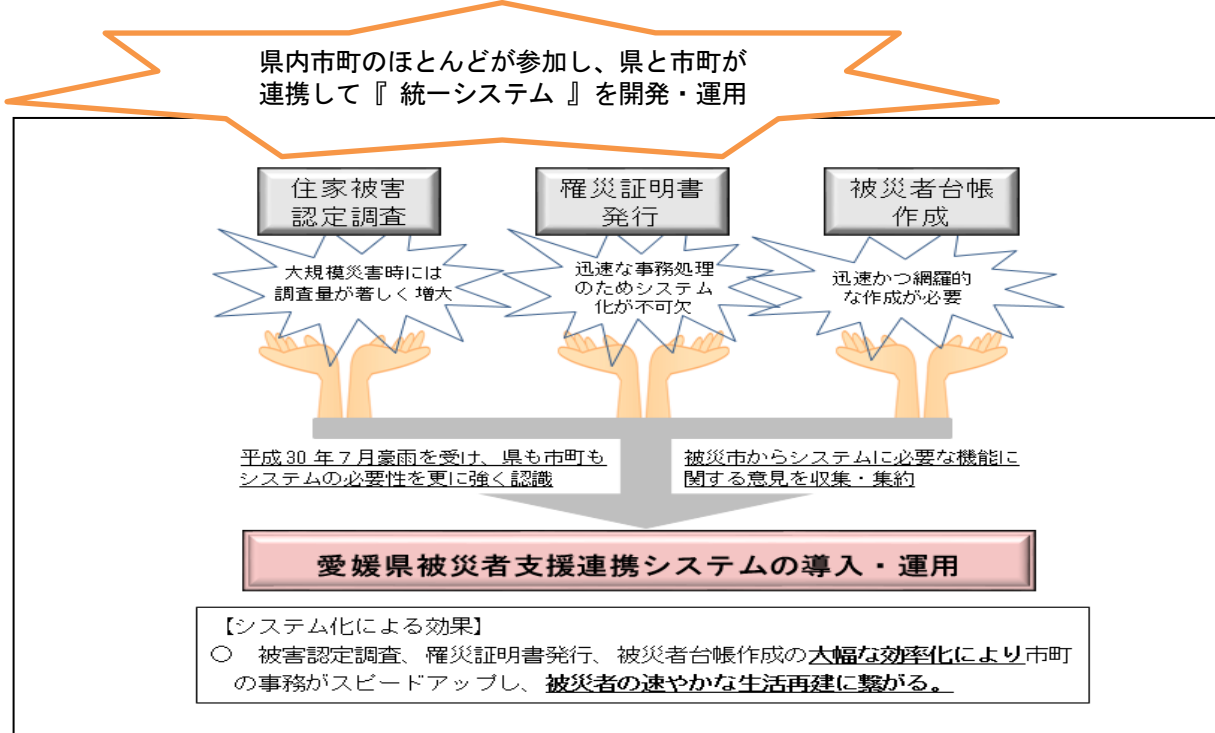 県内市町のほとんどが参加し、県と市町が
連携して『 統一システム 』を開発・運用
住家被害
認定調査
大規模災害時には
調査量が著しく増大
罹災証明書
発行
迅速な事務処理
のためシステム
化が不可欠
被災者台帳
作成
迅速かつ網羅的
な作成が必要
平成30年7月豪雨を受け、県も市町も
システムの必要性を更に強く認識
被災市からシステムに必要な機能に
関する意見を収集・集約
愛媛県被災者支援連携システムの導入・運用
【システム化による効果】
○ 被害認定調査、罹災証明書発行、被災者台帳作成の大幅な効率化により市町
の事務がスピードアップし、被災者の速やかな生活再建に繋がる。